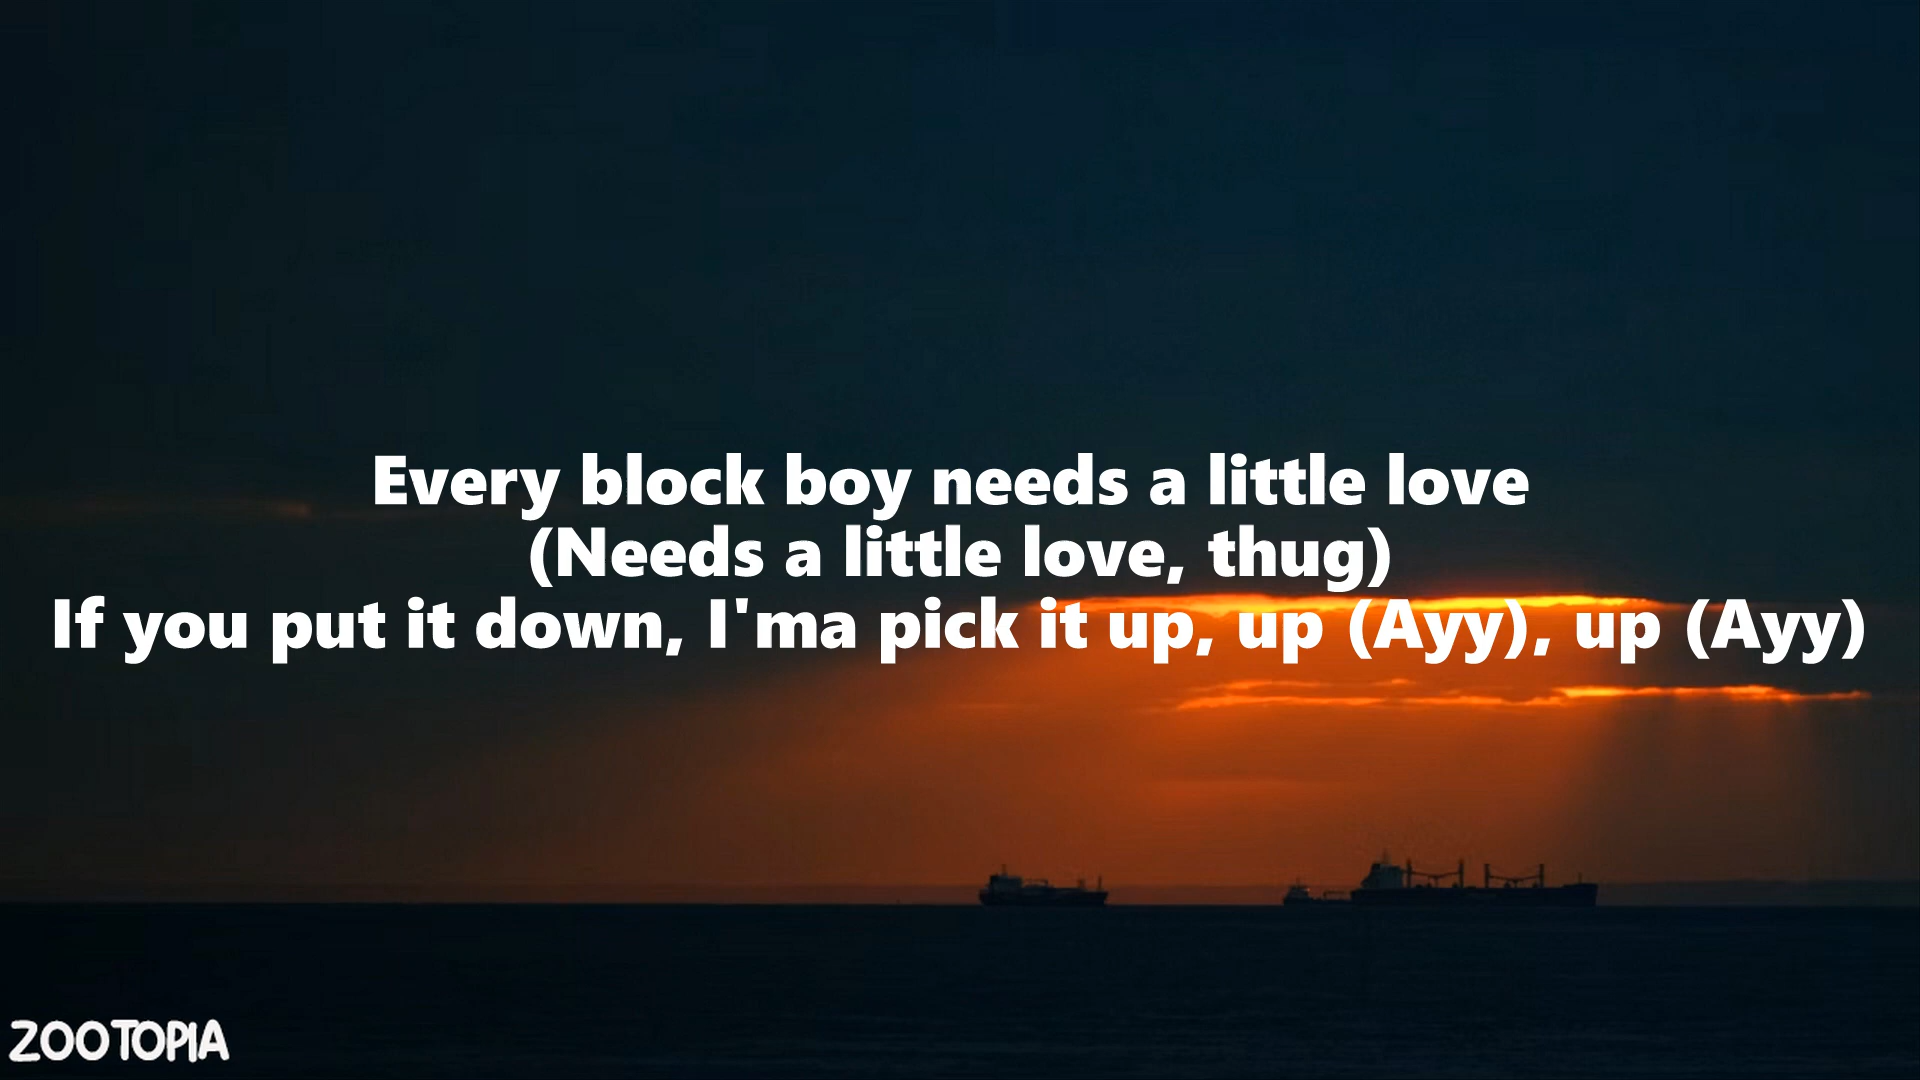 Every block boy needs a little love
(Needs a little love, thug)
If you put it down, I'ma pick it up, up (Ayy), up (Ayy)
ZOOTOPIA